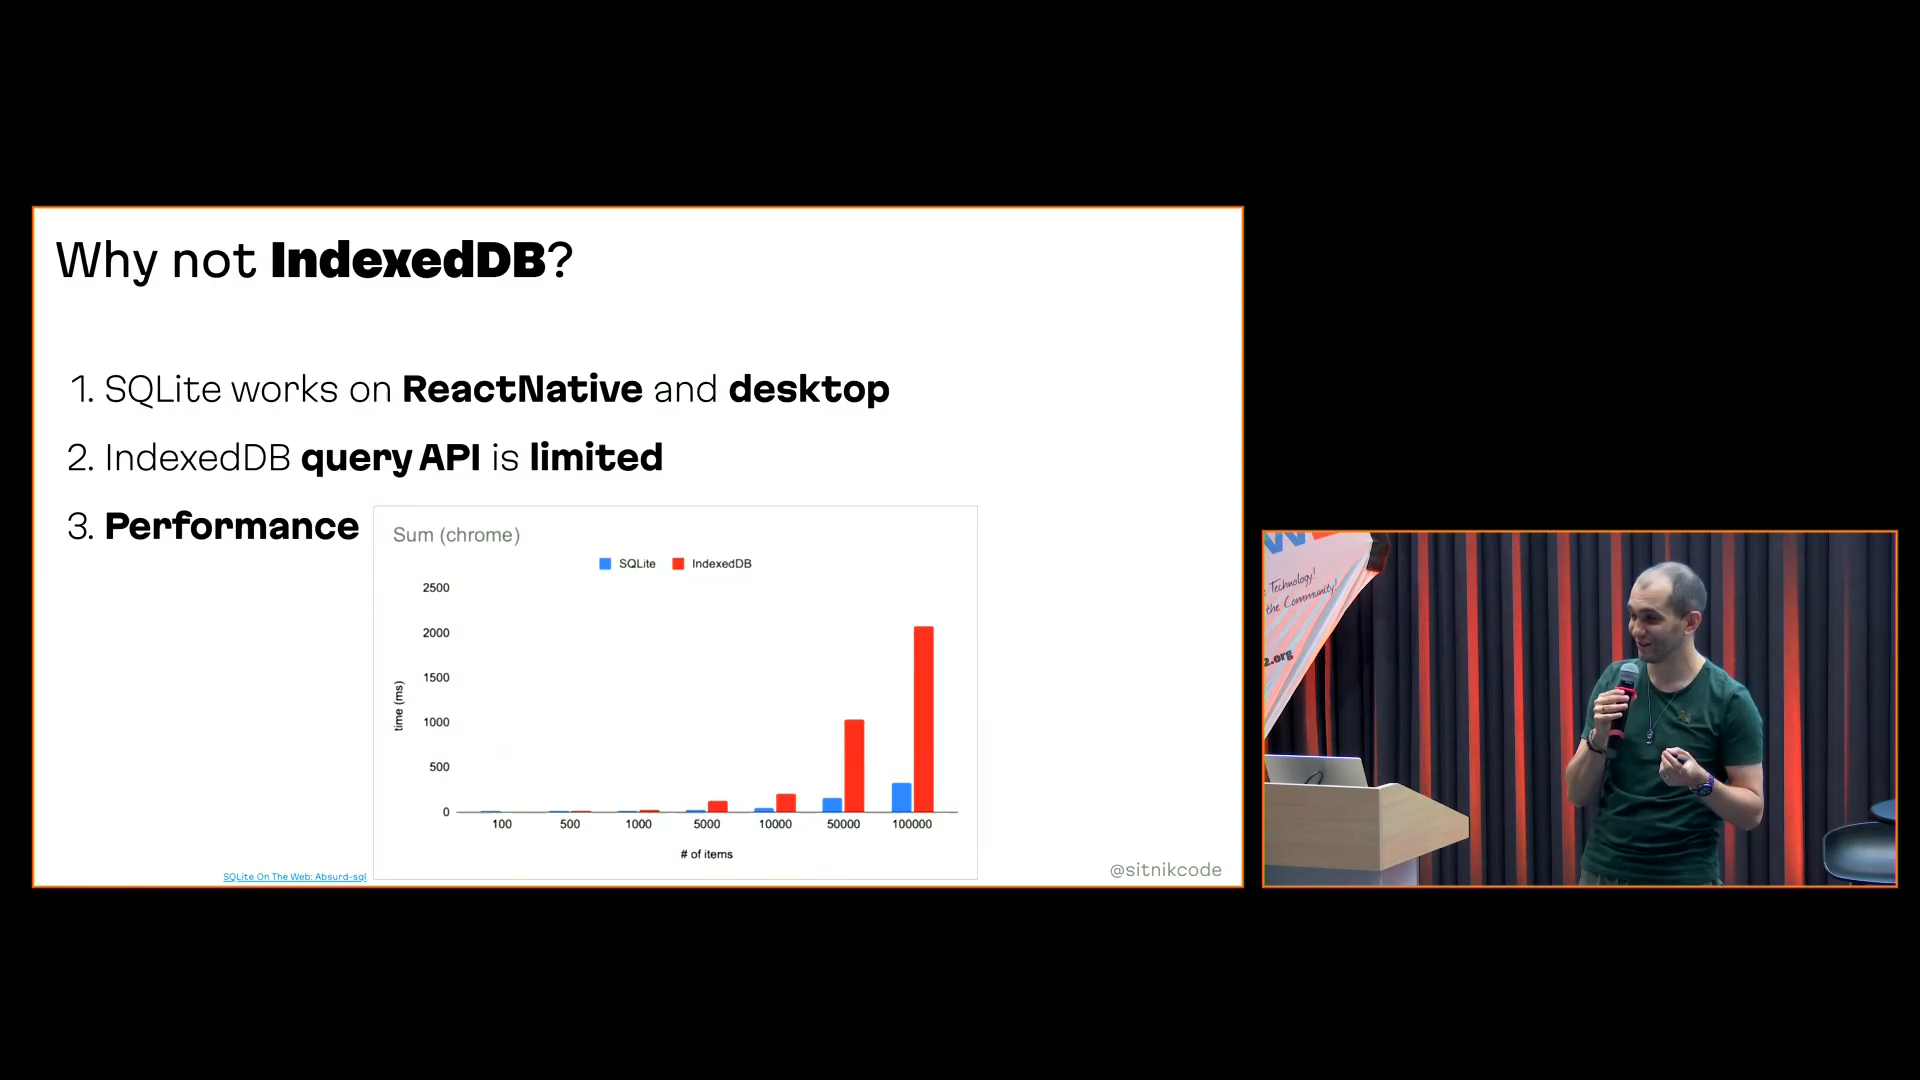 Why not IndexedDB?
1. SQLite works on ReactNative and desktop
2. IndexedDB query API is limited
3. Performance
Sum (chrome)
SQLite IndexedDB
2500
2000
1500
1000
500
0
time (ms)
100 500 1000 5000 10000 50000 100000
# of items
SQLite On The Web: Absurd-sql
@sitnikcode
Technology!
the Community!
2.org